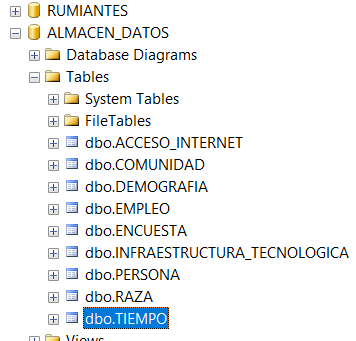 RUMIANTES
ALMACEN_DATOS
Database Diagrams
Tables
System Tables
FileTables
dbo.ACCESO_INTERNET
dbo.COMUNIDAD
dbo.DEMOGRAFIA
dbo.EMPLEO
dbo.ENCUESTA
dbo.INFRAESTRUCTURA_TECNOLOGICA
dbo.PERSONA
dbo.RAZA
dbo.TIEMPO
Views